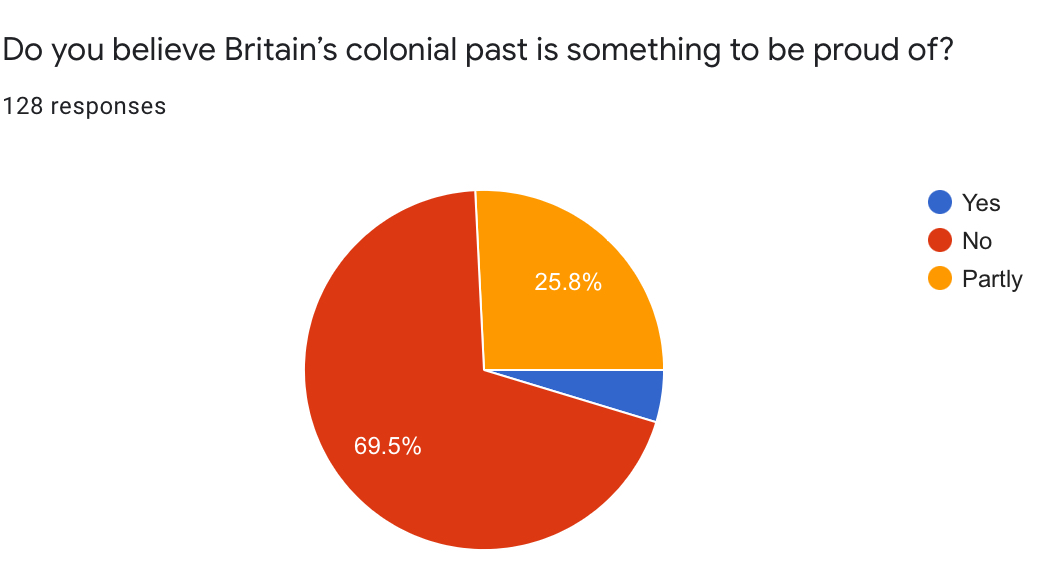 Do you believe Britain’s colonial past is something to be proud of?
128 responses
Yes
No
Partly
25.8%
69.5%